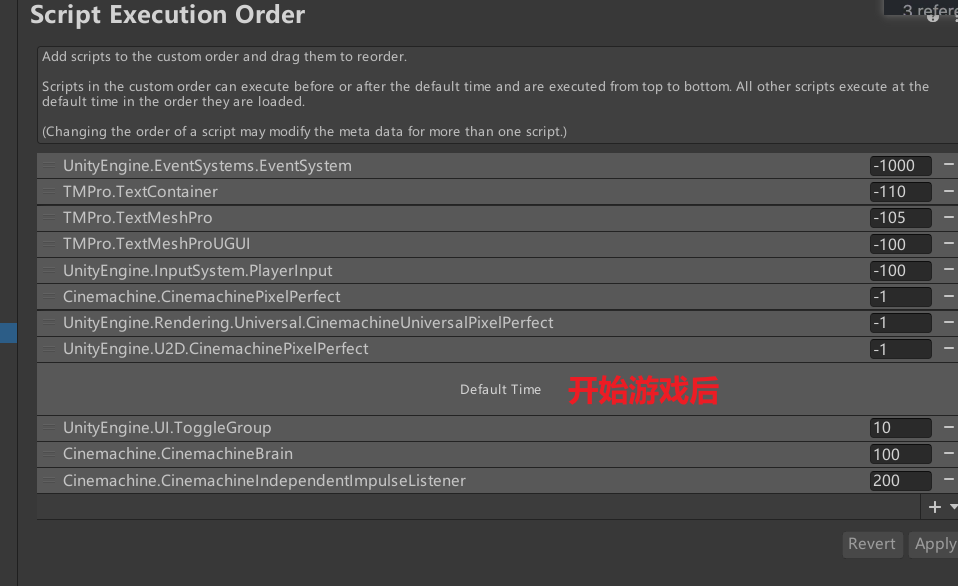 3 refere
Script Execution Order
Add scripts to the custom order and drag them to reorder.
Scripts in the custom order can execute before or after the default time and are executed from top to bottom. All other scripts execute at the
default time in the order they are loaded.
(Changing the order of a script may modify the meta data for more than one script.)
UnityEngine.EventSystems.EventSystem -1000
TMPro.TextContainer -110
TMPro.TextMeshPro -105
TMPro.TextMeshProUGUI -100
UnityEngine.InputSystem.PlayerInput -100
Cinemachine.CinemachinePixelPerfect -1
UnityEngine.Rendering.Universal.CinemachineUniversalPixelPerfect -1
UnityEngine.U2D.CinemachinePixelPerfect -1
Default Time 开始游戏后
UnityEngine.UI.ToggleGroup 10
Cinemachine.CinemachineBrain 100
Cinemachine.CinemachineIndependentImpulseListener 200
Revert Apply